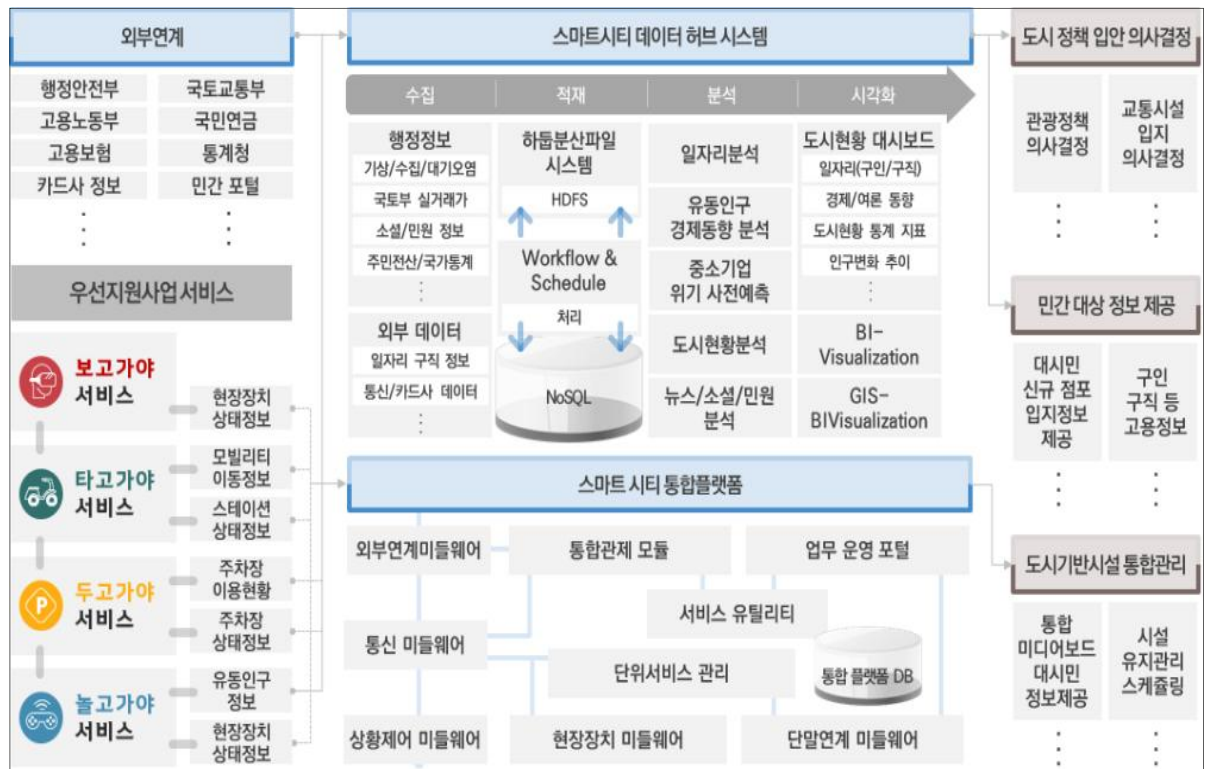 외부연계
행정안전부
국토교통부
고용노동부
국민연금
고용보험
통계청
카드사 정보
민간 포털
우선지원사업 서비스
보고가야
서비스
현장장치
상태정보
타고가야
서비스
모빌리티
이동정보
스테이션
상태정보
두고가야
서비스
주차장
이용현황
주차장
상태정보
놀고가야
서비스
유동인구
정보
현장장치
상태정보
스마트시티 데이터 허브 시스템
수집
적재
분석
시각화
행정정보
기상/수집/대기오염
국토부 실거래가
소셜/민원 정보
주민전산/국가통계
외부 데이터
일자리 구직 정보
통신/카드사 데이터
하둡분산파일
시스템
HDFS
Workflow &
Schedule
처리
NoSQL
일자리분석
유동인구
경제동향 분석
중소기업
위기 사전예측
도시현황분석
뉴스/소셜/민원
분석
도시현황 대시보드
일자리(구인/구직)
경제/여론 동향
도시현황 통계 지표
인구변화 추이
BI-
Visualization
GIS-
BIVisualization
스마트 시티 통합플랫폼
외부연계미들웨어
통합관제 모듈
업무 운영 포털
서비스 유틸리티
통신 미들웨어
단위서비스 관리
통합 플랫폼 DB
상황제어 미들웨어
현장장치 미들웨어
단말연계 미들웨어
도시 정책 입안 의사결정
관광정책
의사결정
교통시설
입지
의사결정
민간 대상 정보 제공
대시민
신규 점포
입지정보
제공
구인
구직 등
고용정보
도시기반시설 통합관리
통합
미디어보드
대시민
정보제공
시설
유지관리
스케쥴링